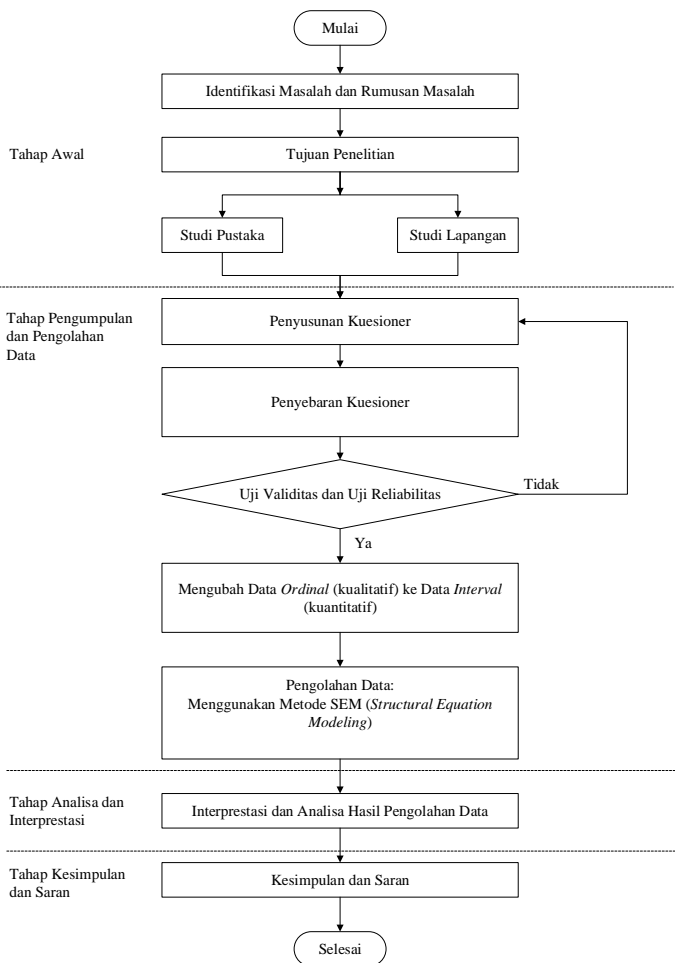 Mulai
Identifikasi Masalah dan Rumusan Masalah
Tahap Awal
Tujuan Penelitian
Studi Pustaka
Studi Lapangan
Tahap Pengumpulan
dan Pengolahan
Data
Penyusunan Kuesioner
Penyebaran Kuesioner
Uji Validitas dan Uji Reliabilitas
Tidak
Ya
Mengubah Data Ordinal (kualitatif) ke Data Interval
(kuantitatif)
Pengolahan Data:
Menggunakan Metode SEM (Structural Equation
Modeling)
Tahap Analisa dan
Interprestasi
Interprestasi dan Analisa Hasil Pengolahan Data
Tahap Kesimpulan
dan Saran
Kesimpulan dan Saran
Selesai